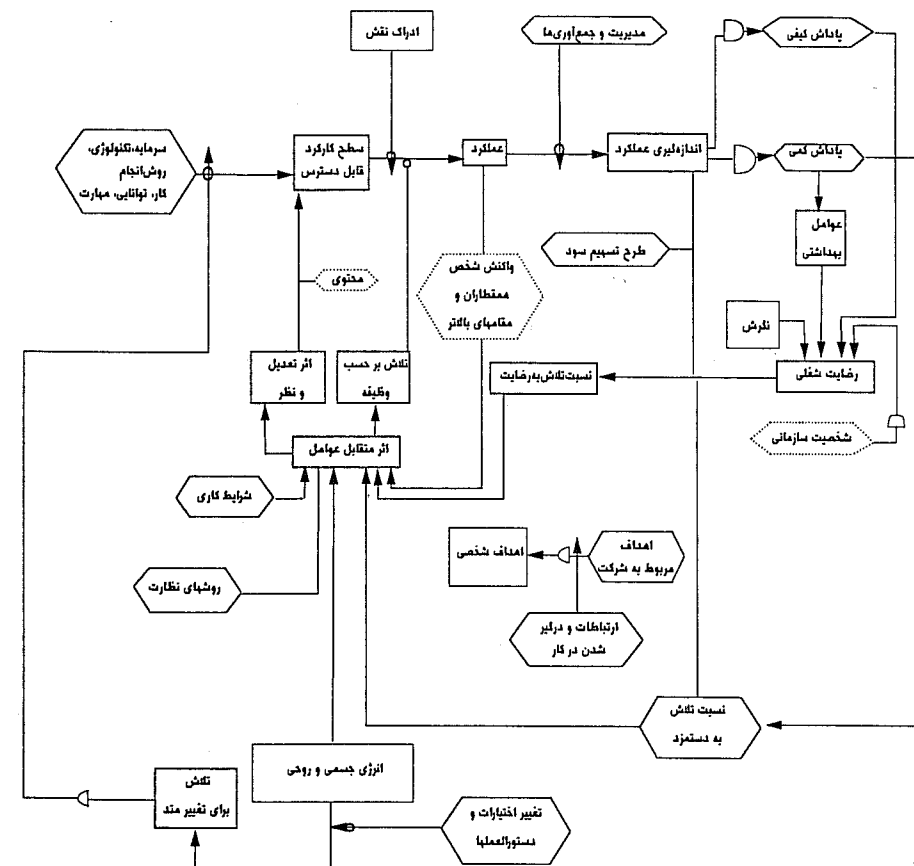 ادراک نقش
مدیریت و جمع‌آوری‌ها
پاداش کیفی
سرمایه،تکنولوژی،
روش‌انجام
کار، توانایی، مهارت
سطح کارکرد
قابل دسترس
عملکرد
اندازه‌گیری عملکرد
پاداش کمی
عوامل
بهداشتی
طرح تسهیم سود
واکنش شخص
همقطاران و
مقامهای بالاتر
محتوی
نگرش
اثر تعدیل
و نظر
تلاش بر حسب
وظیفه
نسبت تلاش به رضایت
رضایت شغلی
شخصیت سازمانی
اثر متقابل عوامل
شرایط کاری
روشهای نظارت
اهداف شخصی
اهداف
مربوط به شرکت
ارتباطات و درگیر
شدن در کار
نسبت تلاش
به دستمزد
انرژی جسمی و روحی
تلاش
برای تغییر متد
تغییر اختیارات و
دستورالعملها